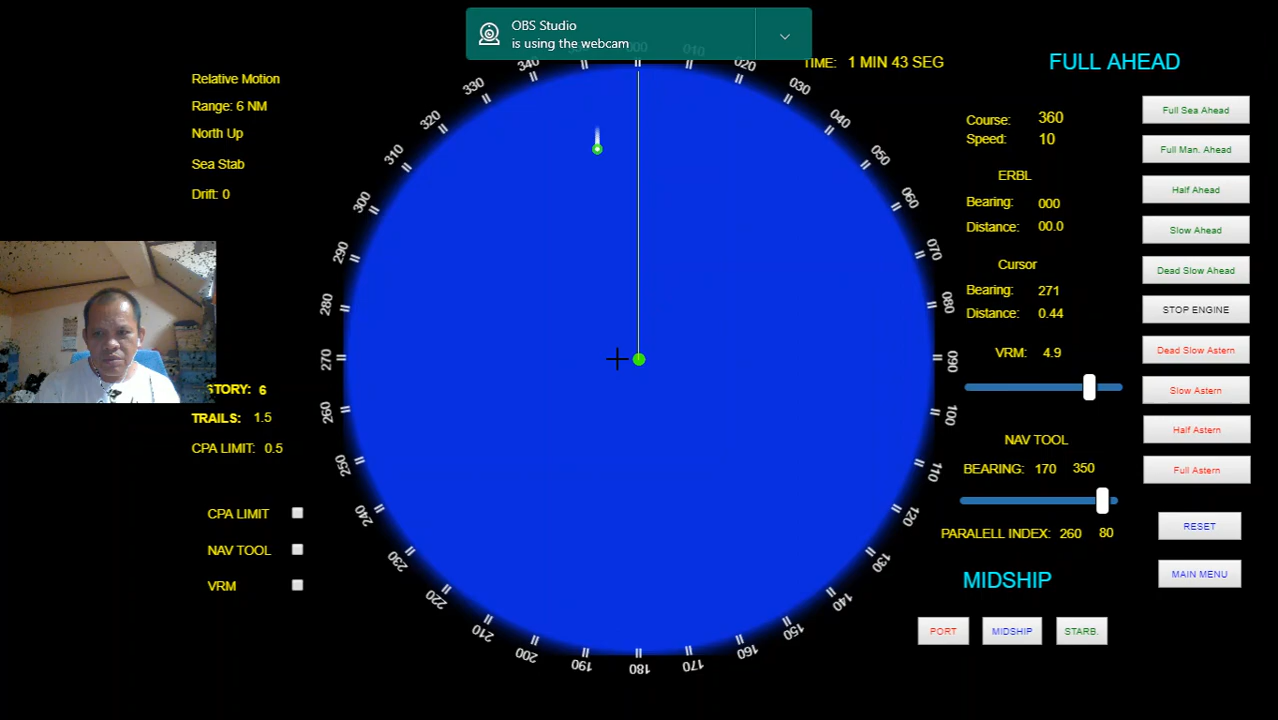 OBS Studio
is using the webcam
TIME: 1 MIN 43 SEG
FULL AHEAD
Relative Motion
Range: 6 NM
North Up
Sea Stab
Drift: 0
STORY: 6
TRAILS: 1.5
CPA LIMIT: 0.5
CPA LIMIT
NAV TOOL
VRM
000
010
020
030
040
050
060
070
080
090
100
110
120
130
140
150
160
170
180
190
200
210
220
230
240
250
260
270
280
290
300
310
320
330
340
Course: 360
Speed: 10
ERBL
Bearing: 000
Distance: 00.0
Cursor
Bearing: 271
Distance: 0.44
VRM: 4.9
NAV TOOL
BEARING: 170 350
PARALELL INDEX: 260 80
MIDSHIP
PORT
MIDSHIP
STARB.
Full Sea Ahead
Full Man. Ahead
Half Ahead
Slow Ahead
Dead Slow Ahead
STOP ENGINE
Dead Slow Astern
Slow Astern
Half Astern
Full Astern
RESET
MAIN MENU